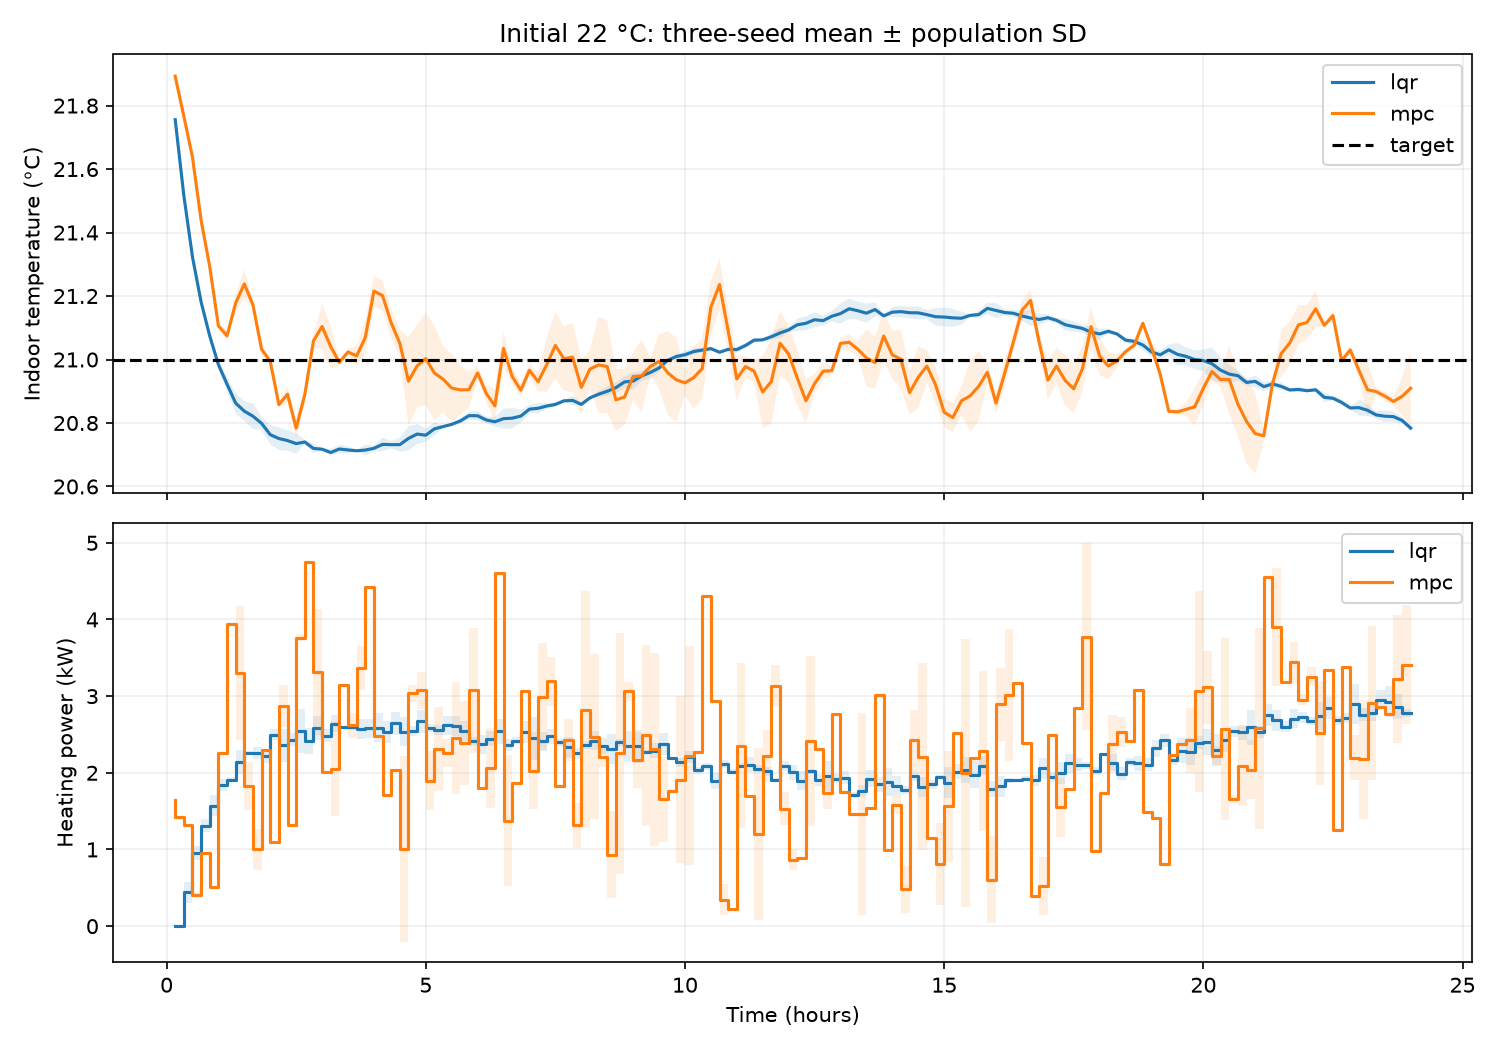 Initial 22 °C: three-seed mean ± population SD
Indoor temperature (°C)
21.8
21.6
21.4
21.2
21.0
20.8
20.6
lqr
mpc
target
Heating power (kW)
5
4
3
2
1
0
lqr
mpc
0
5
10
15
20
25
Time (hours)